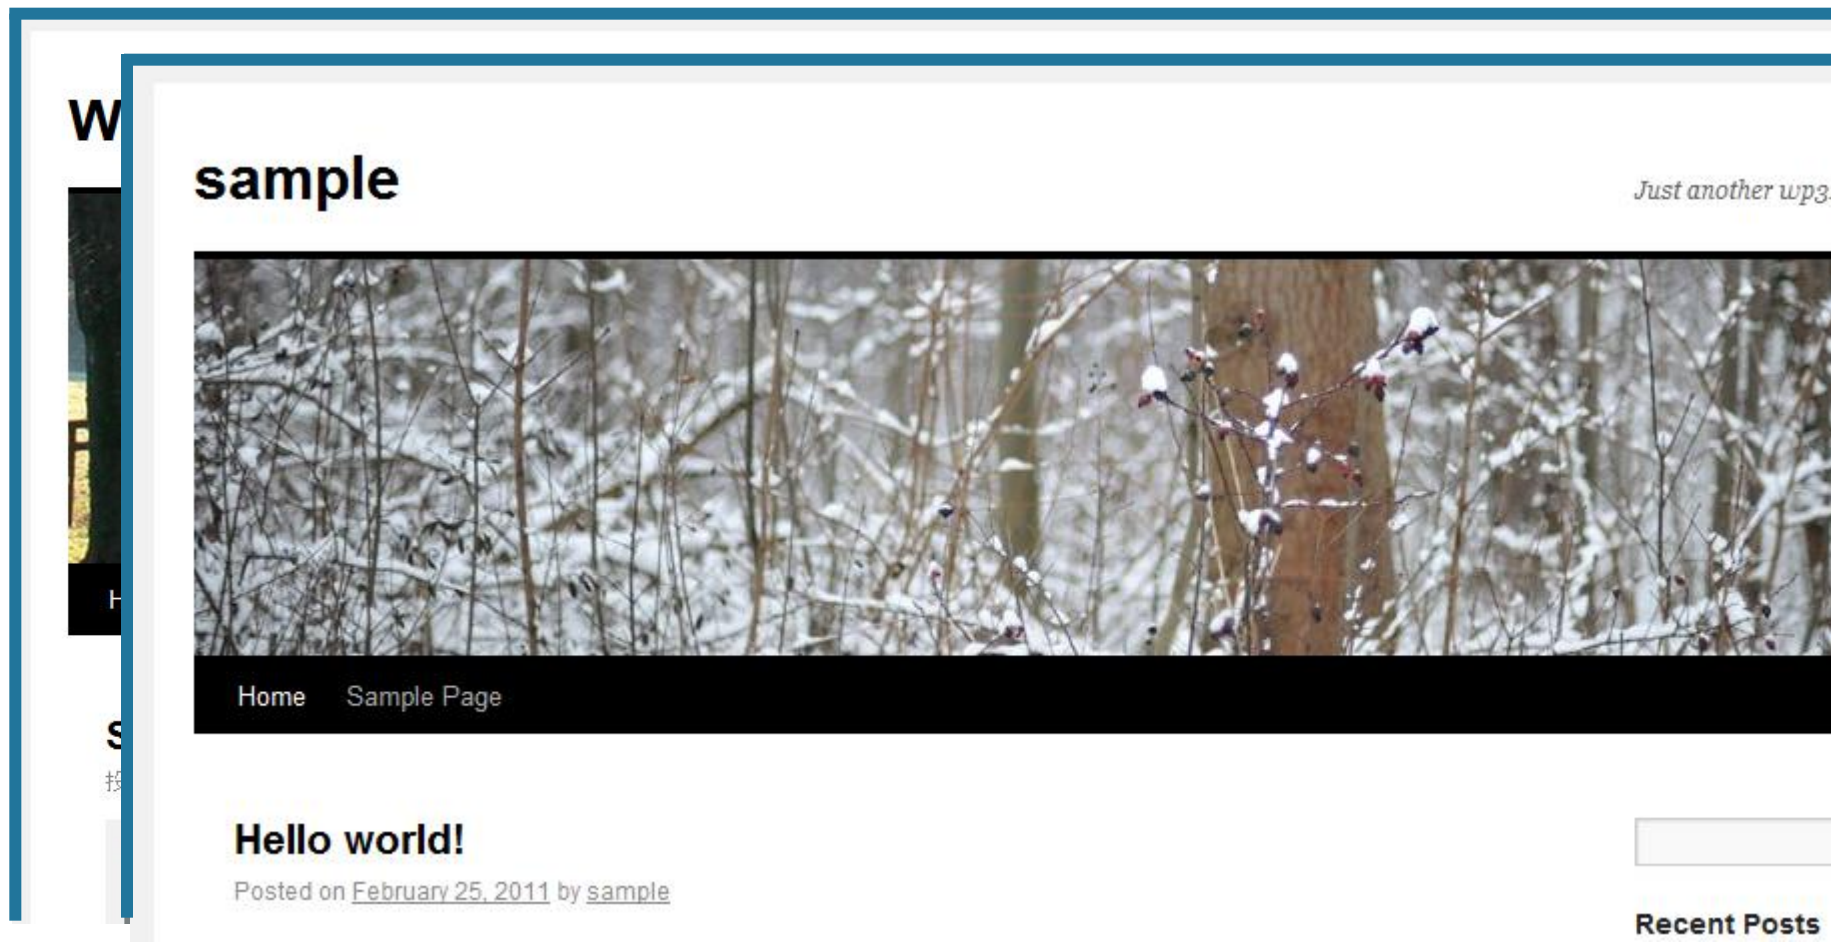 W
sample
Just another wp3
Home Sample Page
Hello world!
Posted on February 25, 2011 by sample
Recent Posts